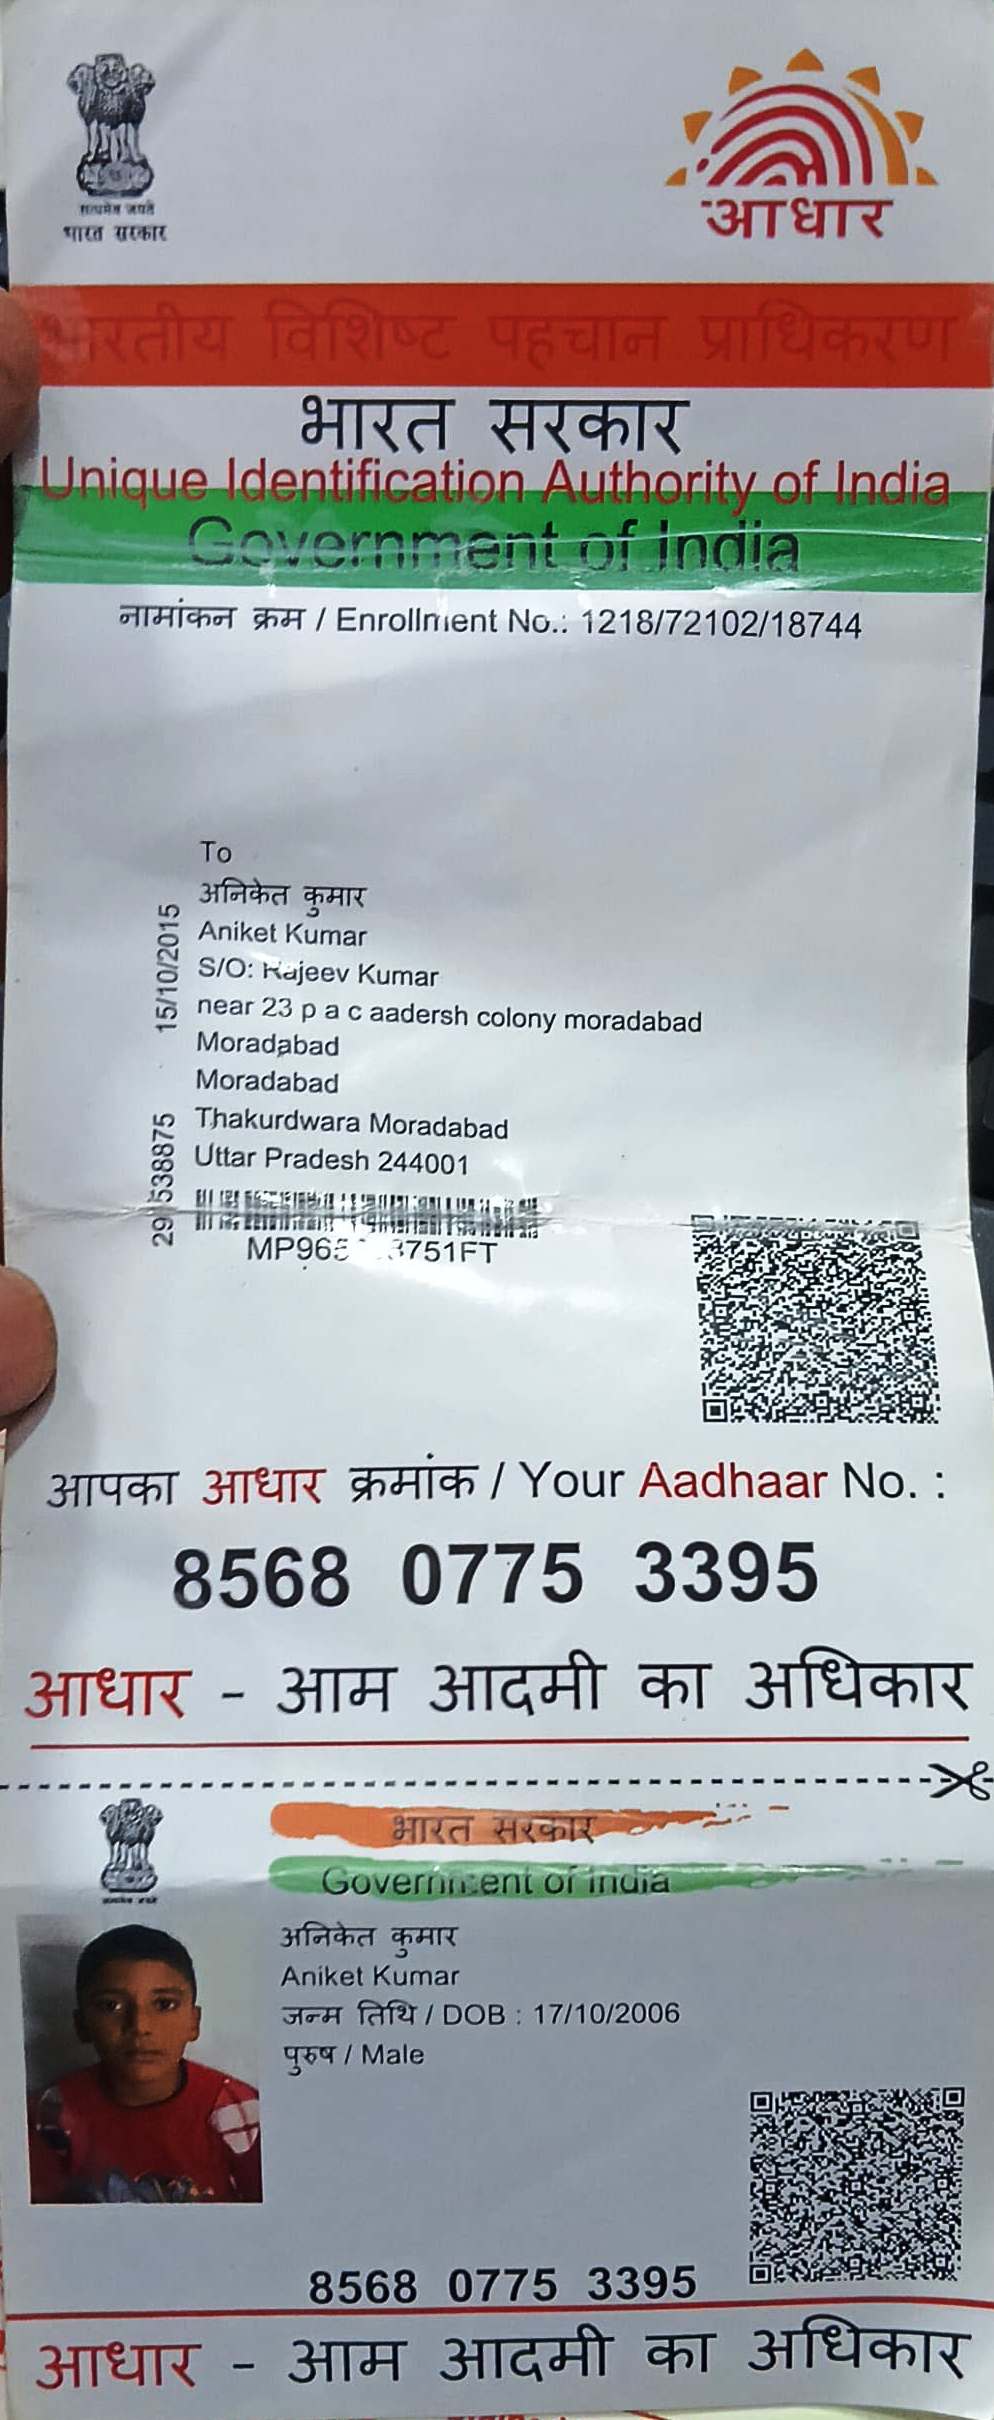 सत्यमेव जयते
भारत सरकार
आधार
भारतीय विशिष्ट पहचान प्राधिकरण
भारत सरकार
Unique Identification Authority of India
Government of India
नामांकन क्रम / Enrollment No.: 1218/72102/18744
To
अनिकेत कुमार
Aniket Kumar
S/O: Rajeev Kumar
near 23 p a c aadersh colony moradabad
Moradabad
Moradabad
Thakurdwara Moradabad
Uttar Pradesh 244001
15/10/2015
आपका आधार क्रमांक / Your Aadhaar No. :
8568 0775 3395
आधार - आम आदमी का अधिकार
भारत सरकार
Government of India
अनिकेत कुमार
Aniket Kumar
जन्म तिथि / DOB : 17/10/2006
पुरुष / Male
8568 0775 3395
आधार - आम आदमी का अधिकार